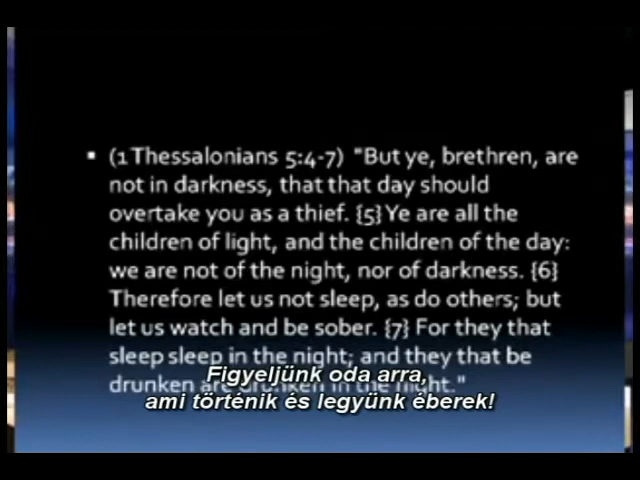 ▪ (1 Thessalonians 5:4-7) "But ye, brethren, are
not in darkness, that that day should
overtake you as a thief. {5} Ye are all the
children of light, and the children of the day:
we are not of the night, nor of darkness. {6}
Therefore let us not sleep, as do others; but
let us watch and be sober. {7} For they that
sleep sleep in the night; and they that be
drunken are drunken in the night."
Figyeljünk oda arra,
ami történik és legyünk éberek!